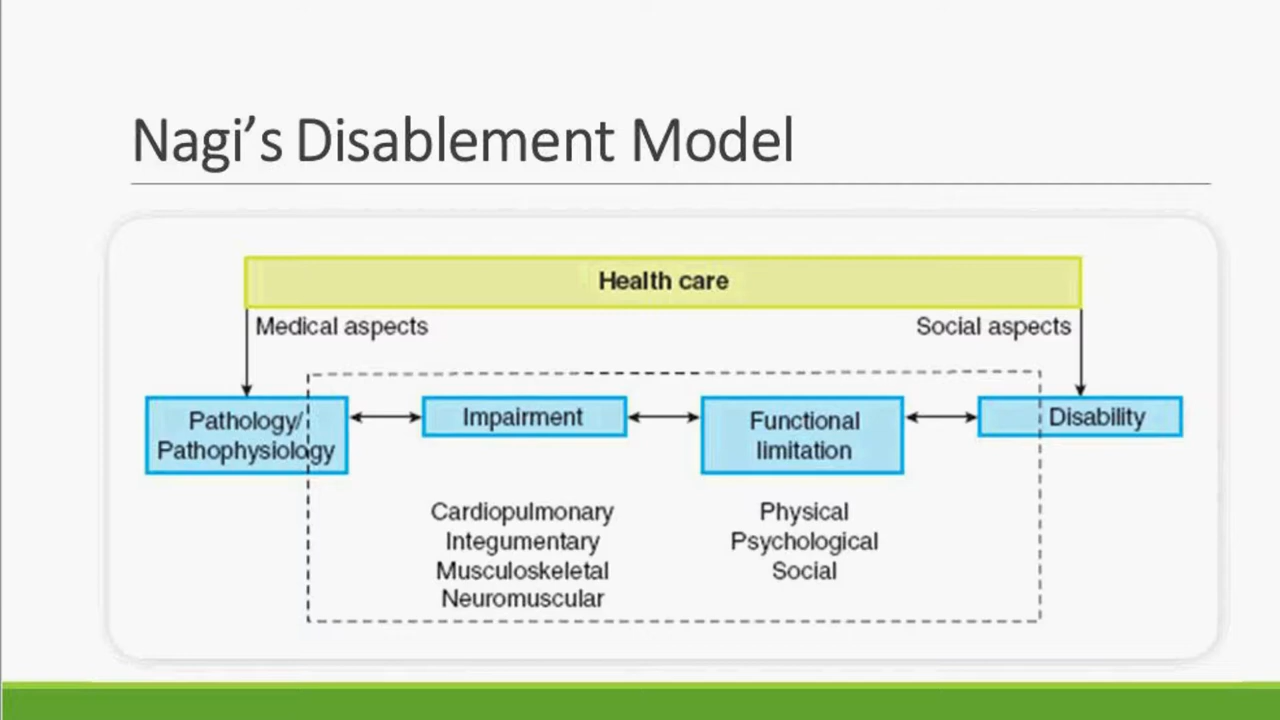 Nagi’s Disablement Model
Health care
Medical aspects
Social aspects
Pathology/
Pathophysiology
Impairment
Functional
limitation
Disability
Cardiopulmonary
Integumentary
Musculoskeletal
Neuromuscular
Physical
Psychological
Social